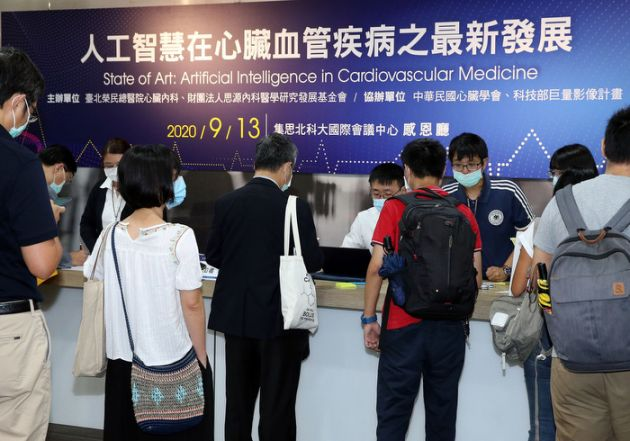 人工智慧在心臟血管疾病之最新發展
State of Art: Artificial Intelligence in Cardiovascular Medicine
主辦單位 臺北榮民總醫院心臟內科、財團法人思源內科醫學研究發展基金會 / 協辦單位 中華民國心臟學會、科技部巨量影像計畫
2020 / 9 / 13 集思北科大國際會議中心 感恩廳